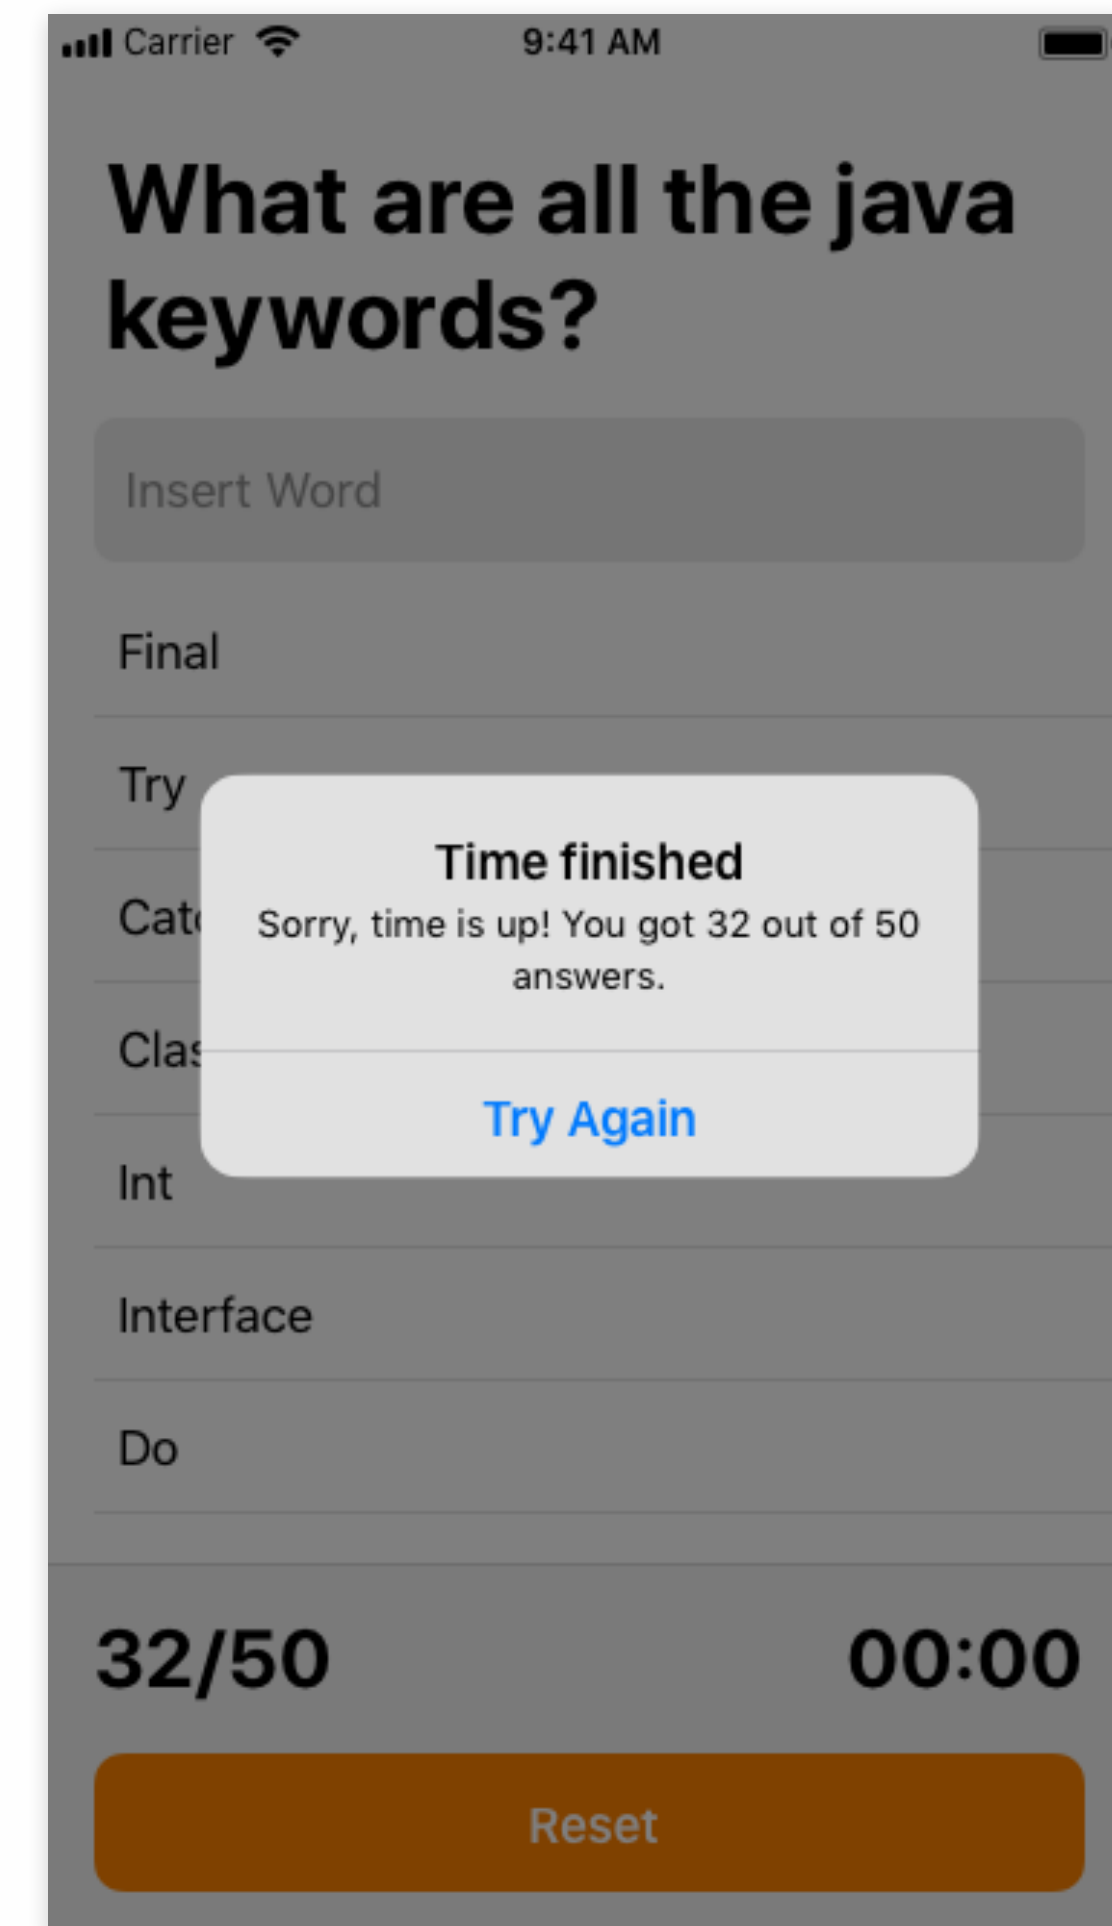 Carrier 9:41 AM
What are all the java
keywords?
Insert Word
Final
Try
Time finished
Sorry, time is up! You got 32 out of 50
answers.
Try Again
Int
Interface
Do
32/50 00:00
Reset